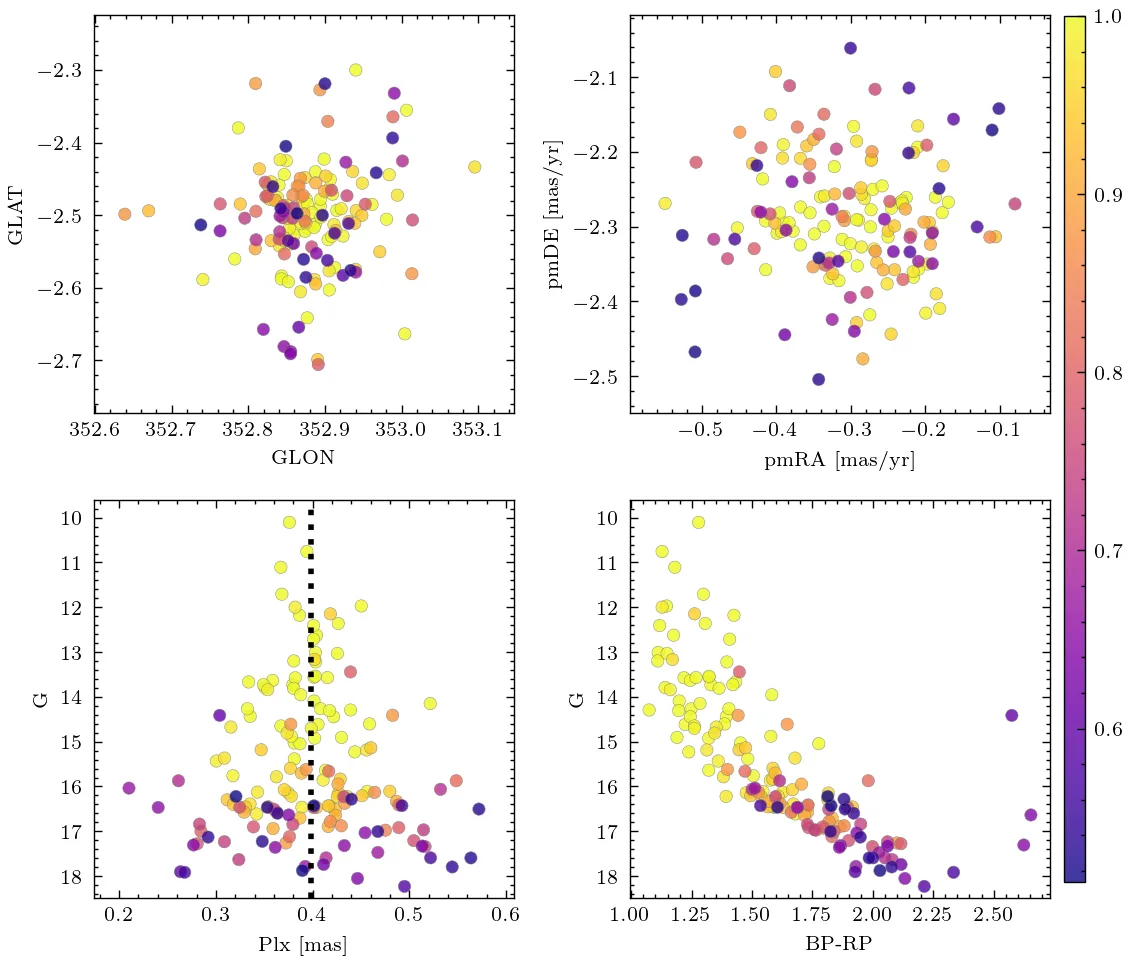 −2.3
−2.4
−2.5
−2.6
−2.7
GLAT
352.6 352.7 352.8 352.9 353.0 353.1
GLON
−2.1
−2.2
−2.3
−2.4
−2.5
pmDE [mas/yr]
−0.5 −0.4 −0.3 −0.2 −0.1
pmRA [mas/yr]
1.0
0.9
0.8
0.7
0.6
10
11
12
13
14
15
16
17
18
G
0.2 0.3 0.4 0.5 0.6
Plx [mas]
10
11
12
13
14
15
16
17
18
G
1.00 1.25 1.50 1.75 2.00 2.25 2.50
BP-RP